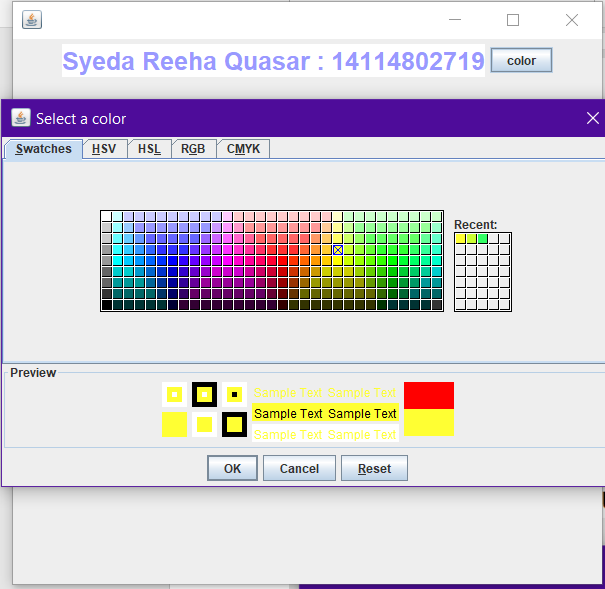 Syeda Reeha Quasar : 14114802719 color
Select a color
Swatches HSV HSL RGB CMYK
Recent:
Preview
Sample Text Sample Text
Sample Text Sample Text
Sample Text Sample Text
OK Cancel Reset